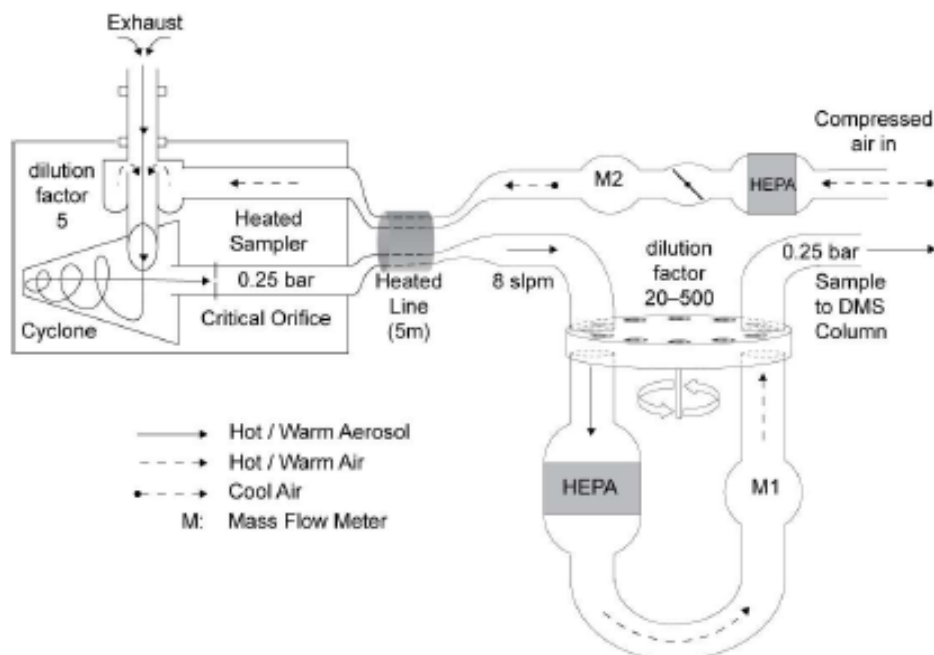 Exhaust
dilution
factor
5
Heated
Sampler
0.25 bar
Critical Orifice
Cyclone
Heated
Line
(5m)
M2
HEPA
Compressed
air in
8 slpm
dilution
factor
20–500
0.25 bar
Sample
to DMS
Column
HEPA
M1
Hot / Warm Aerosol
Hot / Warm Air
Cool Air
M: Mass Flow Meter